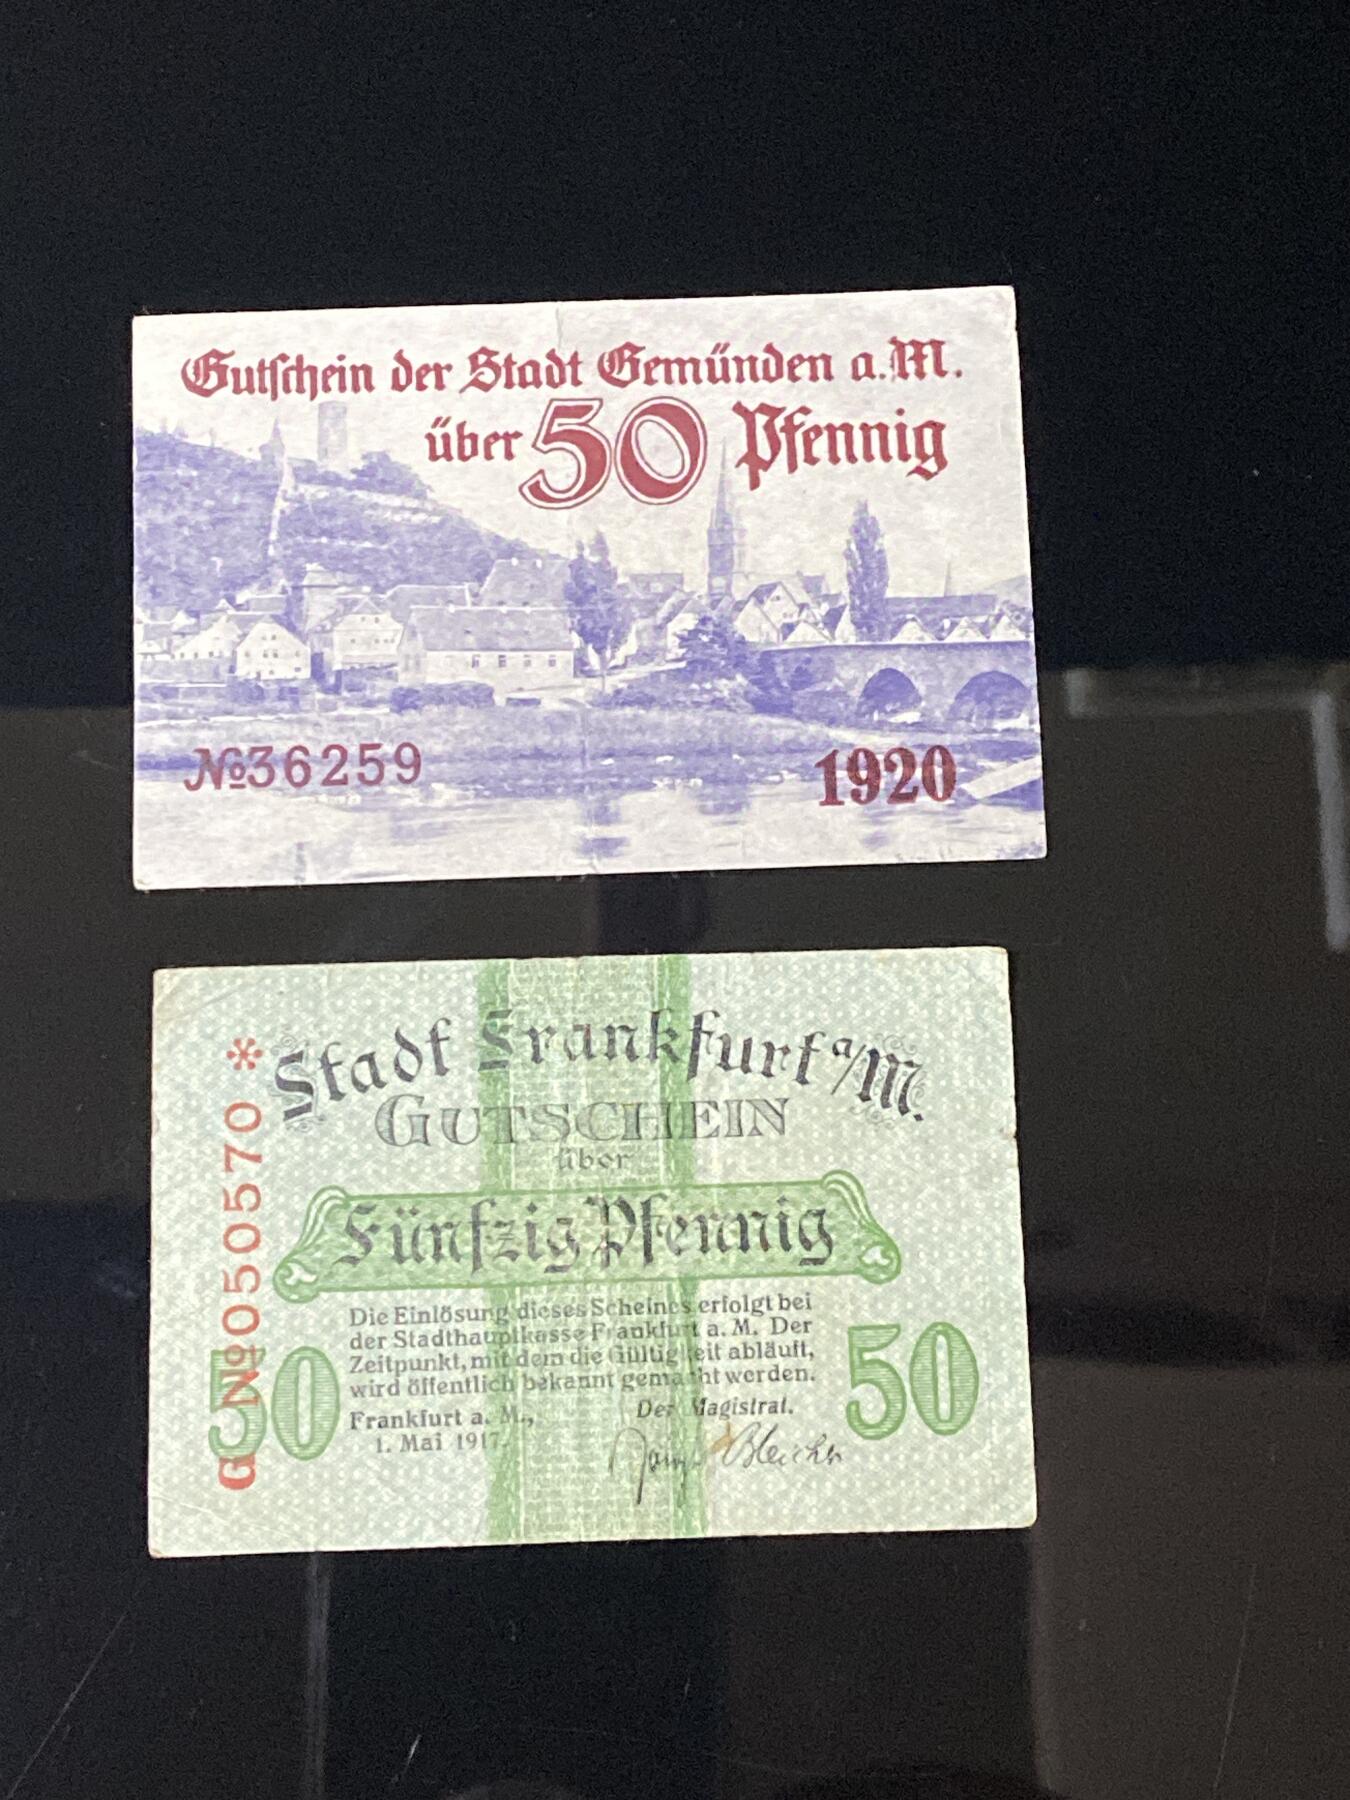 Gutschein der Stadt Gemünden a.M.
über 50 Pfennig
№36259
1920
Stadt Frankfurt a/M.
GUTSCHEIN
über
Fünfzig Pfennig
Die Einlösung dieses Scheines erfolgt bei
der Stadthauptkasse Frankfurt a. M. Der
Zeitpunkt, mit dem die Gültigkeit abläuft,
wird öffentlich bekannt gemacht werden.
Frankfurt a. M.,
1. Mai 1917.
Der Magistrat.
50
50
G №050570 *